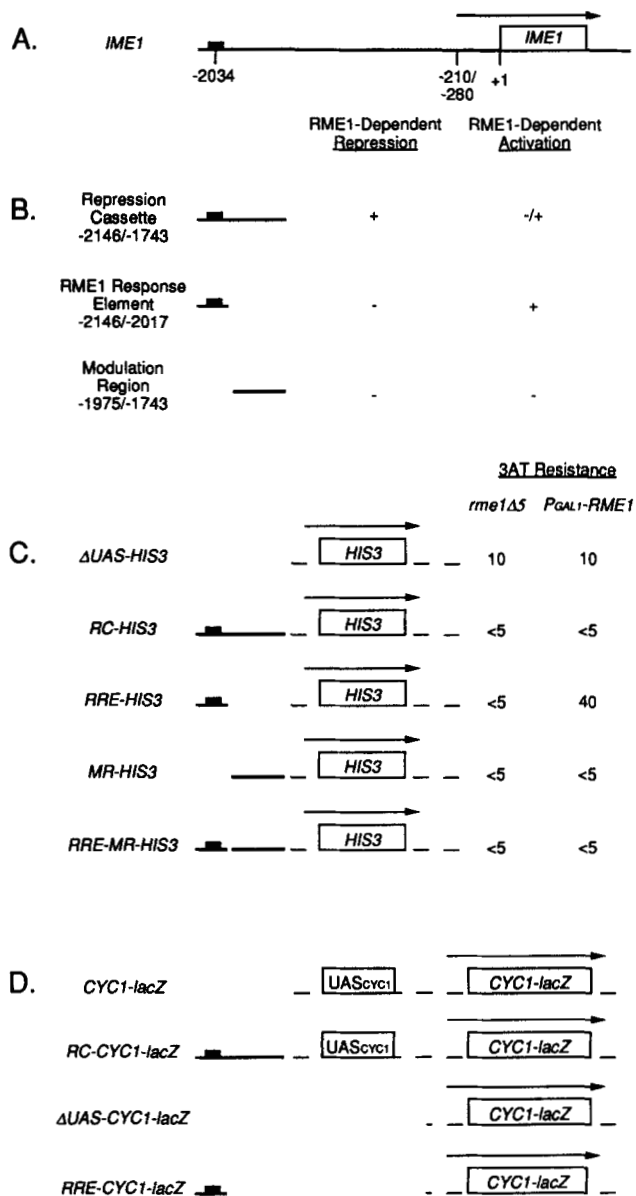 A.
IME1
IME1
-2034
-210/
-280
+1
RME1-Dependent
Repression
RME1-Dependent
Activation
B.
Repression
Cassette
-2146/-1743
+
-/+
RME1 Response
Element
-2146/-2017
-
+
Modulation
Region
-1975/-1743
-
-
3AT Resistance
rme1Δ5
PGAL1-RME1
C.
ΔUAS-HIS3
HIS3
10
10
RC-HIS3
HIS3
<5
<5
RRE-HIS3
HIS3
<5
40
MR-HIS3
HIS3
<5
<5
RRE-MR-HIS3
HIS3
<5
<5
D.
CYC1-lacZ
UASCYC1
CYC1-lacZ
RC-CYC1-lacZ
UASCYC1
CYC1-lacZ
ΔUAS-CYC1-lacZ
CYC1-lacZ
RRE-CYC1-lacZ
CYC1-lacZ